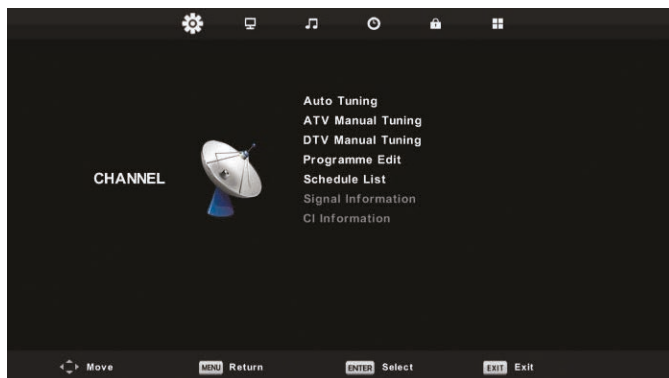 Auto Tuning
ATV Manual Tuning
DTV Manual Tuning
Programme Edit
CHANNEL
Schedule List
Signal Information
CI Information
Move MENU Return ENTER Select EXIT Exit